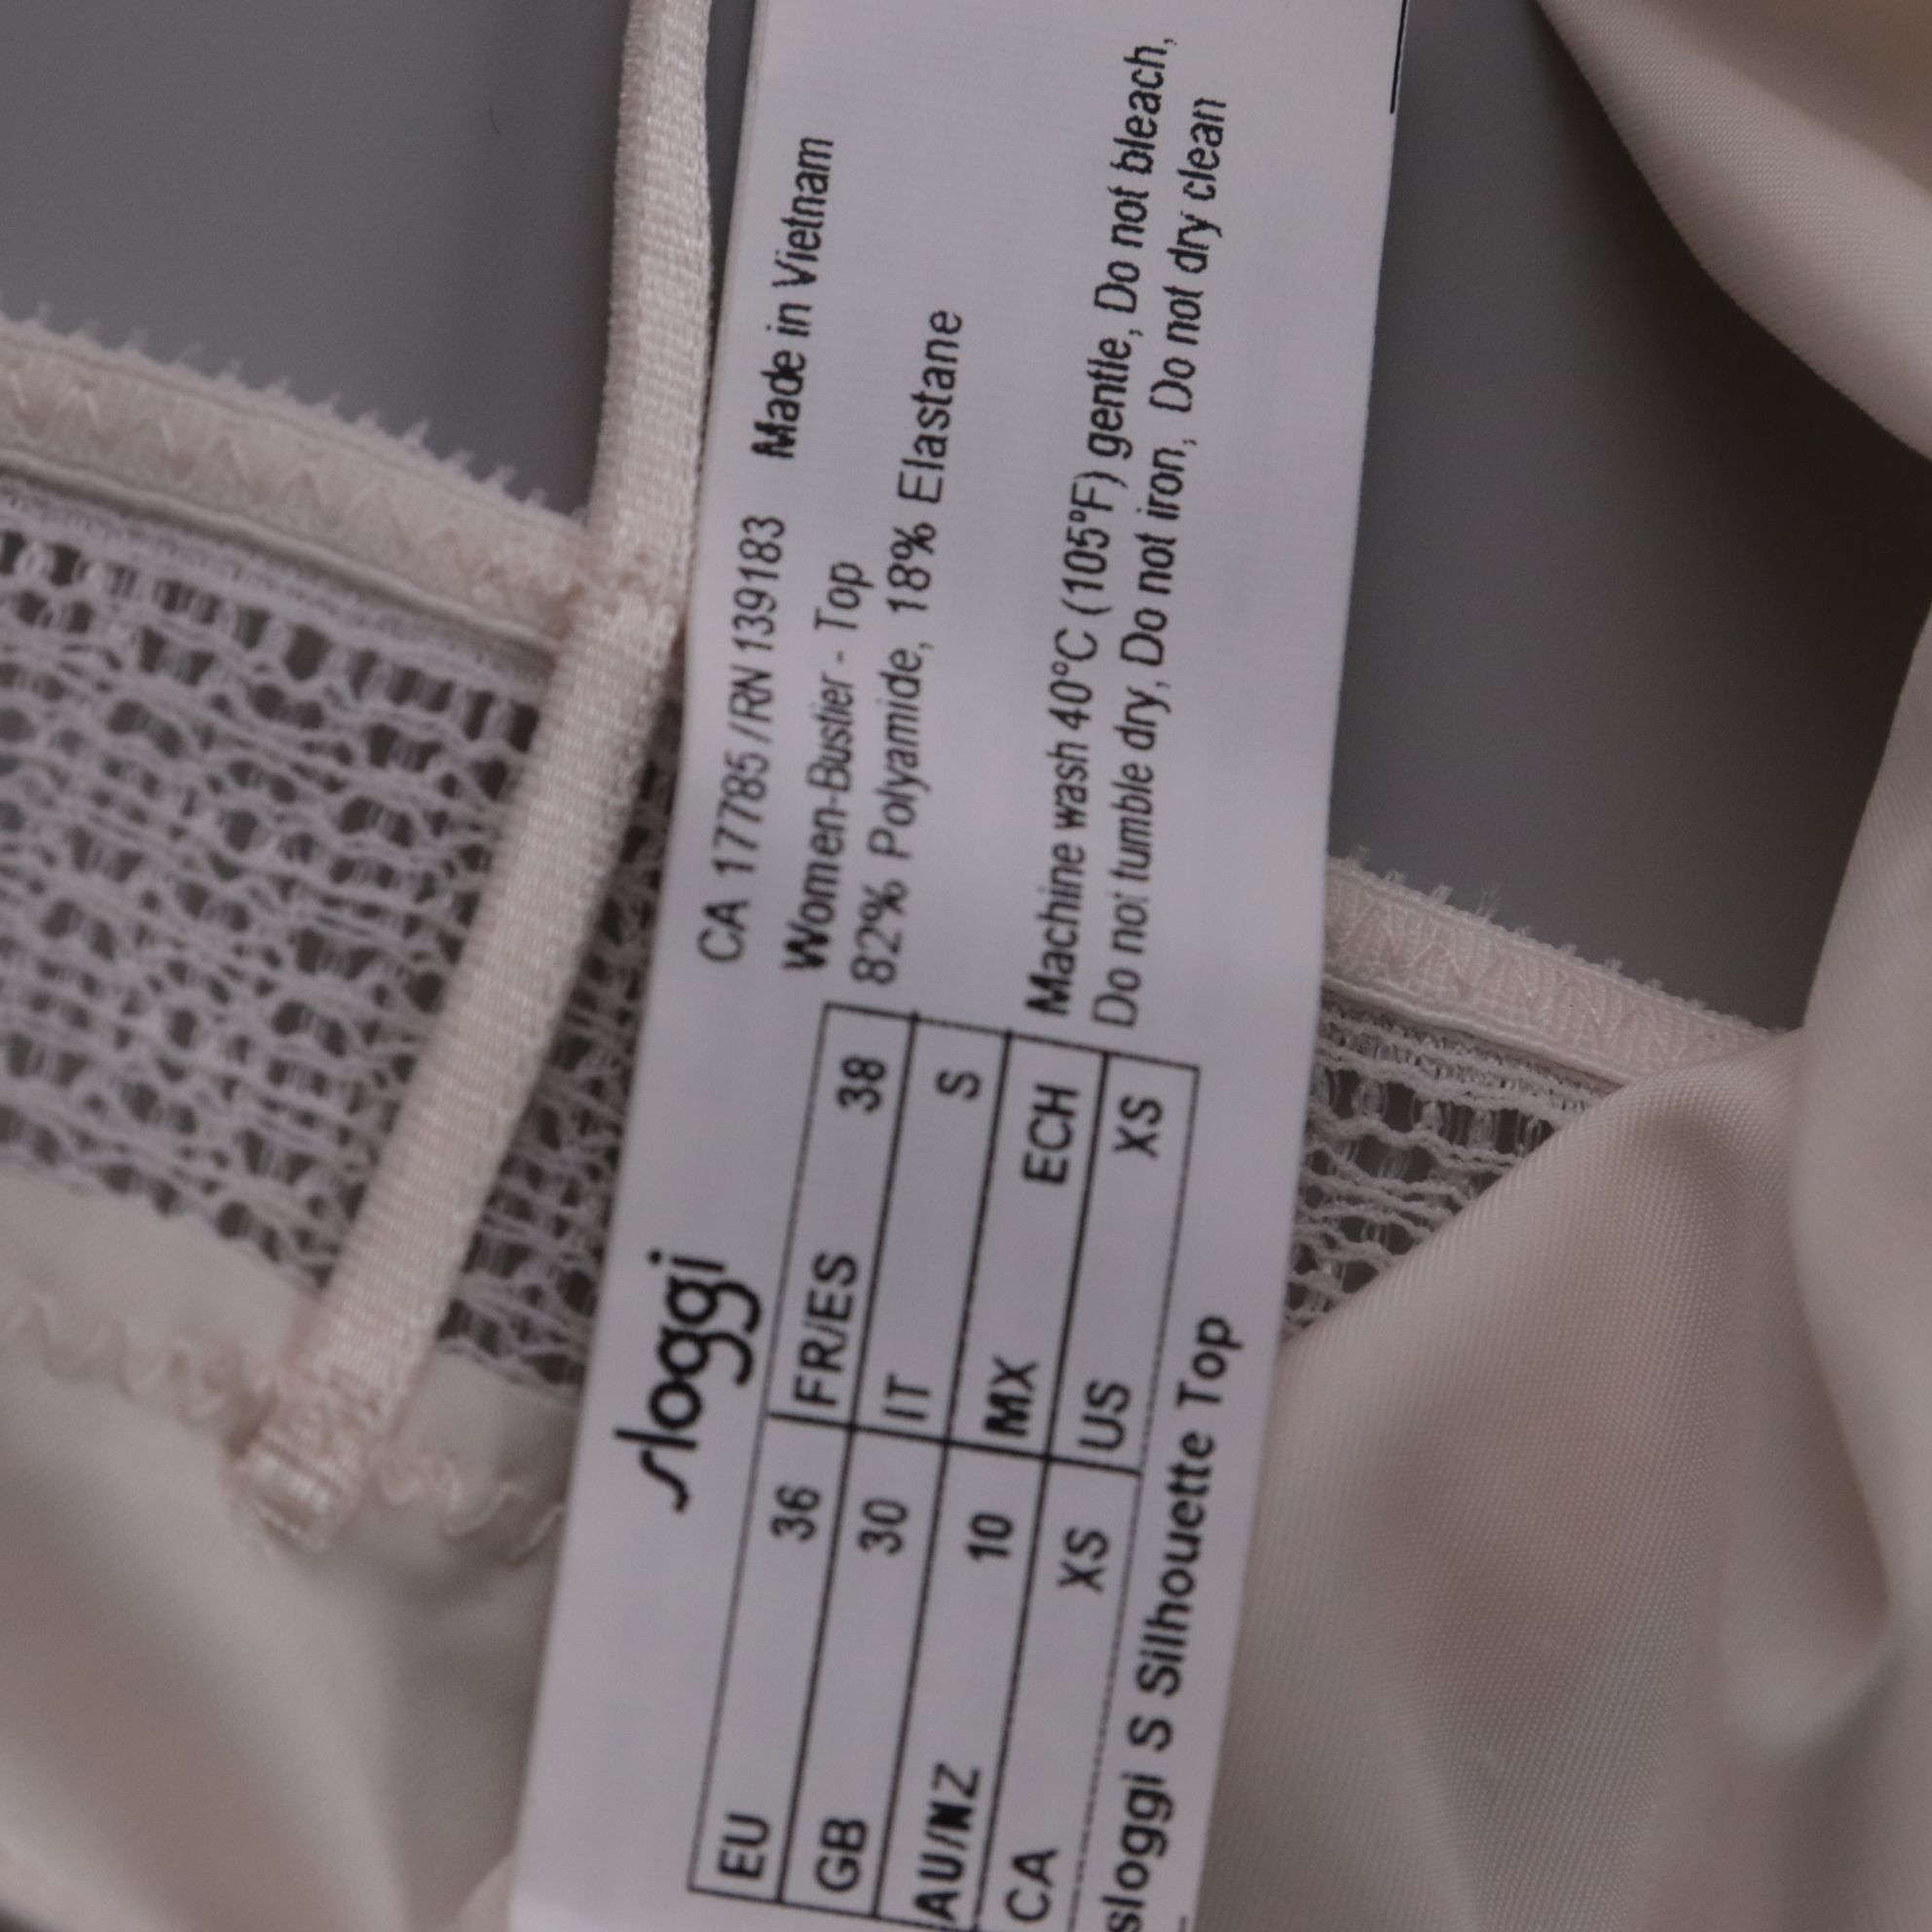 sloggi
EU 36 FR/ES 38
GB 30 IT S
AU/NZ 10 MX ECH
CA XS US XS
sloggi S Silhouette Top
CA 17785 /RN 139183 Made in Vietnam
Women-Bustier - Top
82% Polyamide, 18% Elastane
Machine wash 40°C (105°F) gentle, Do not bleach,
Do not tumble dry, Do not iron, Do not dry clean